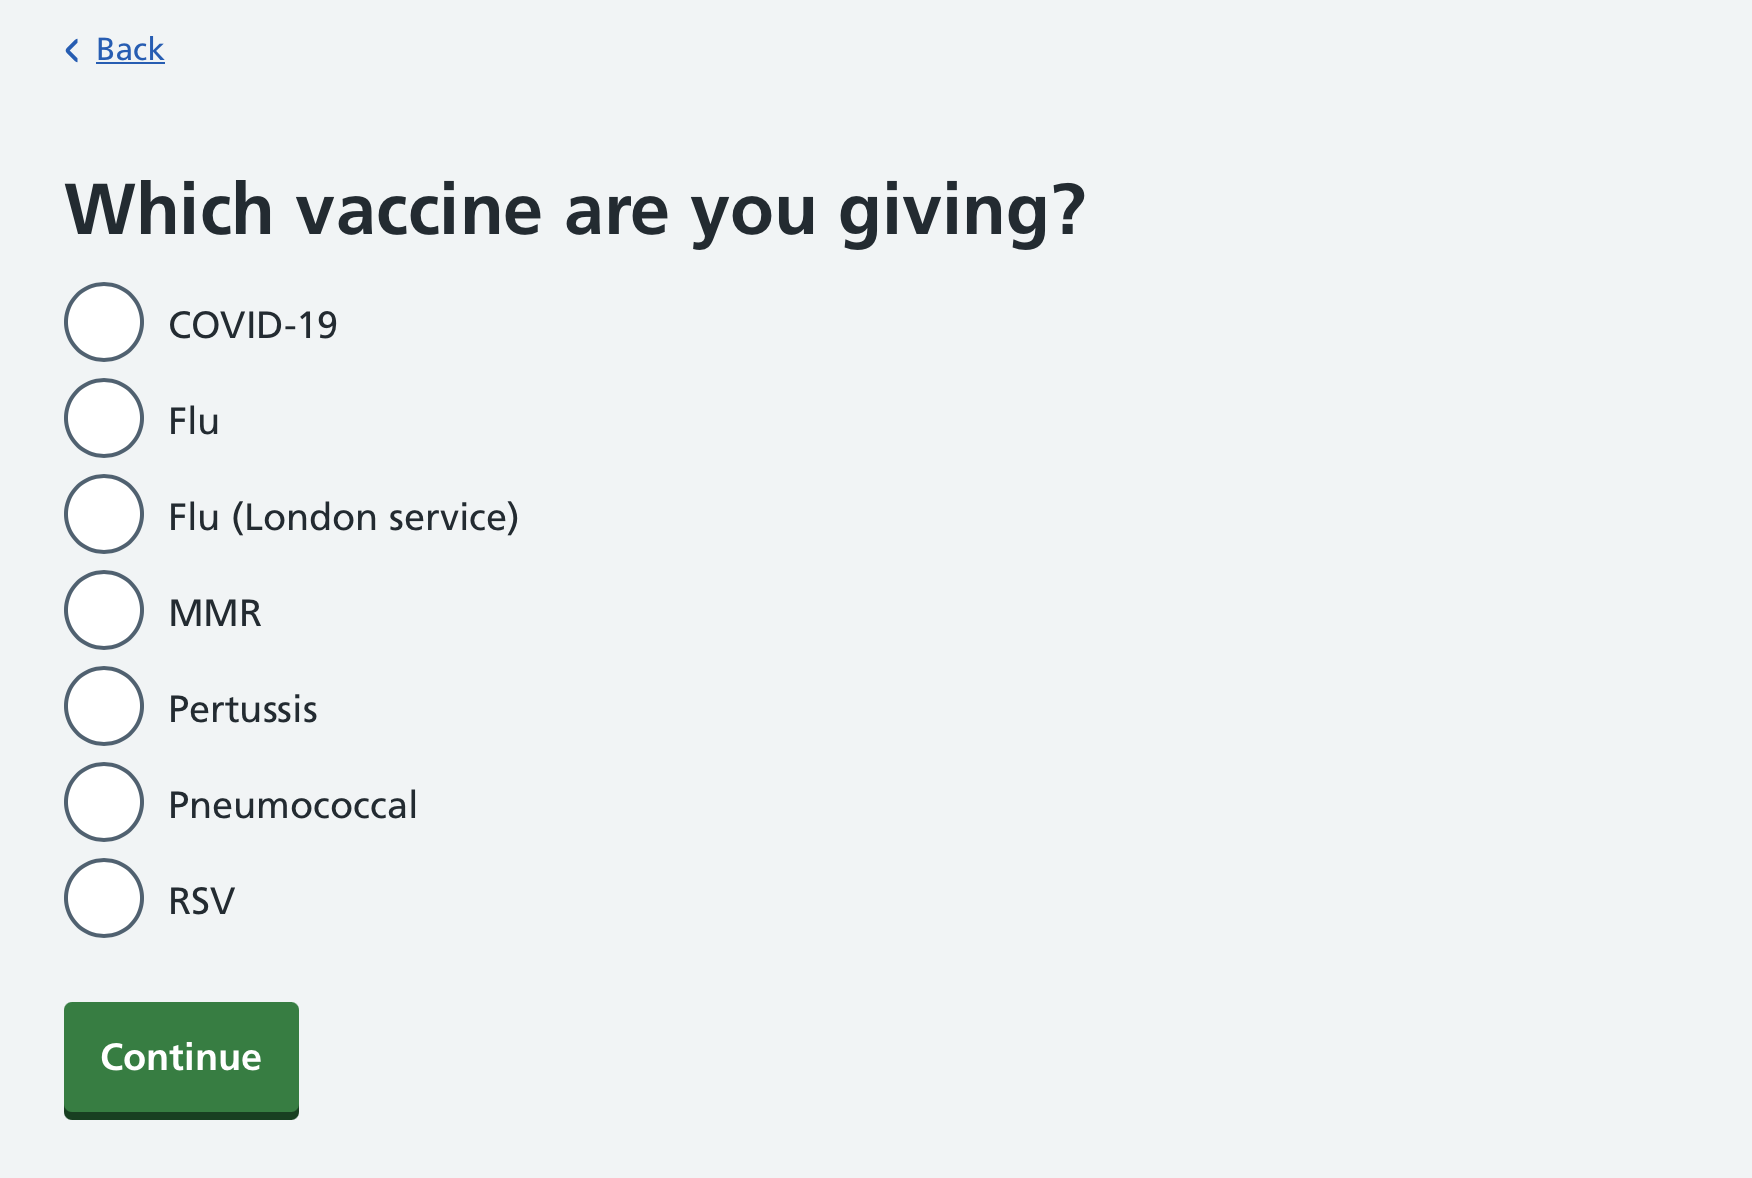 Back
Which vaccine are you giving?
COVID-19
Flu
Flu (London service)
MMR
Pertussis
Pneumococcal
RSV
Continue